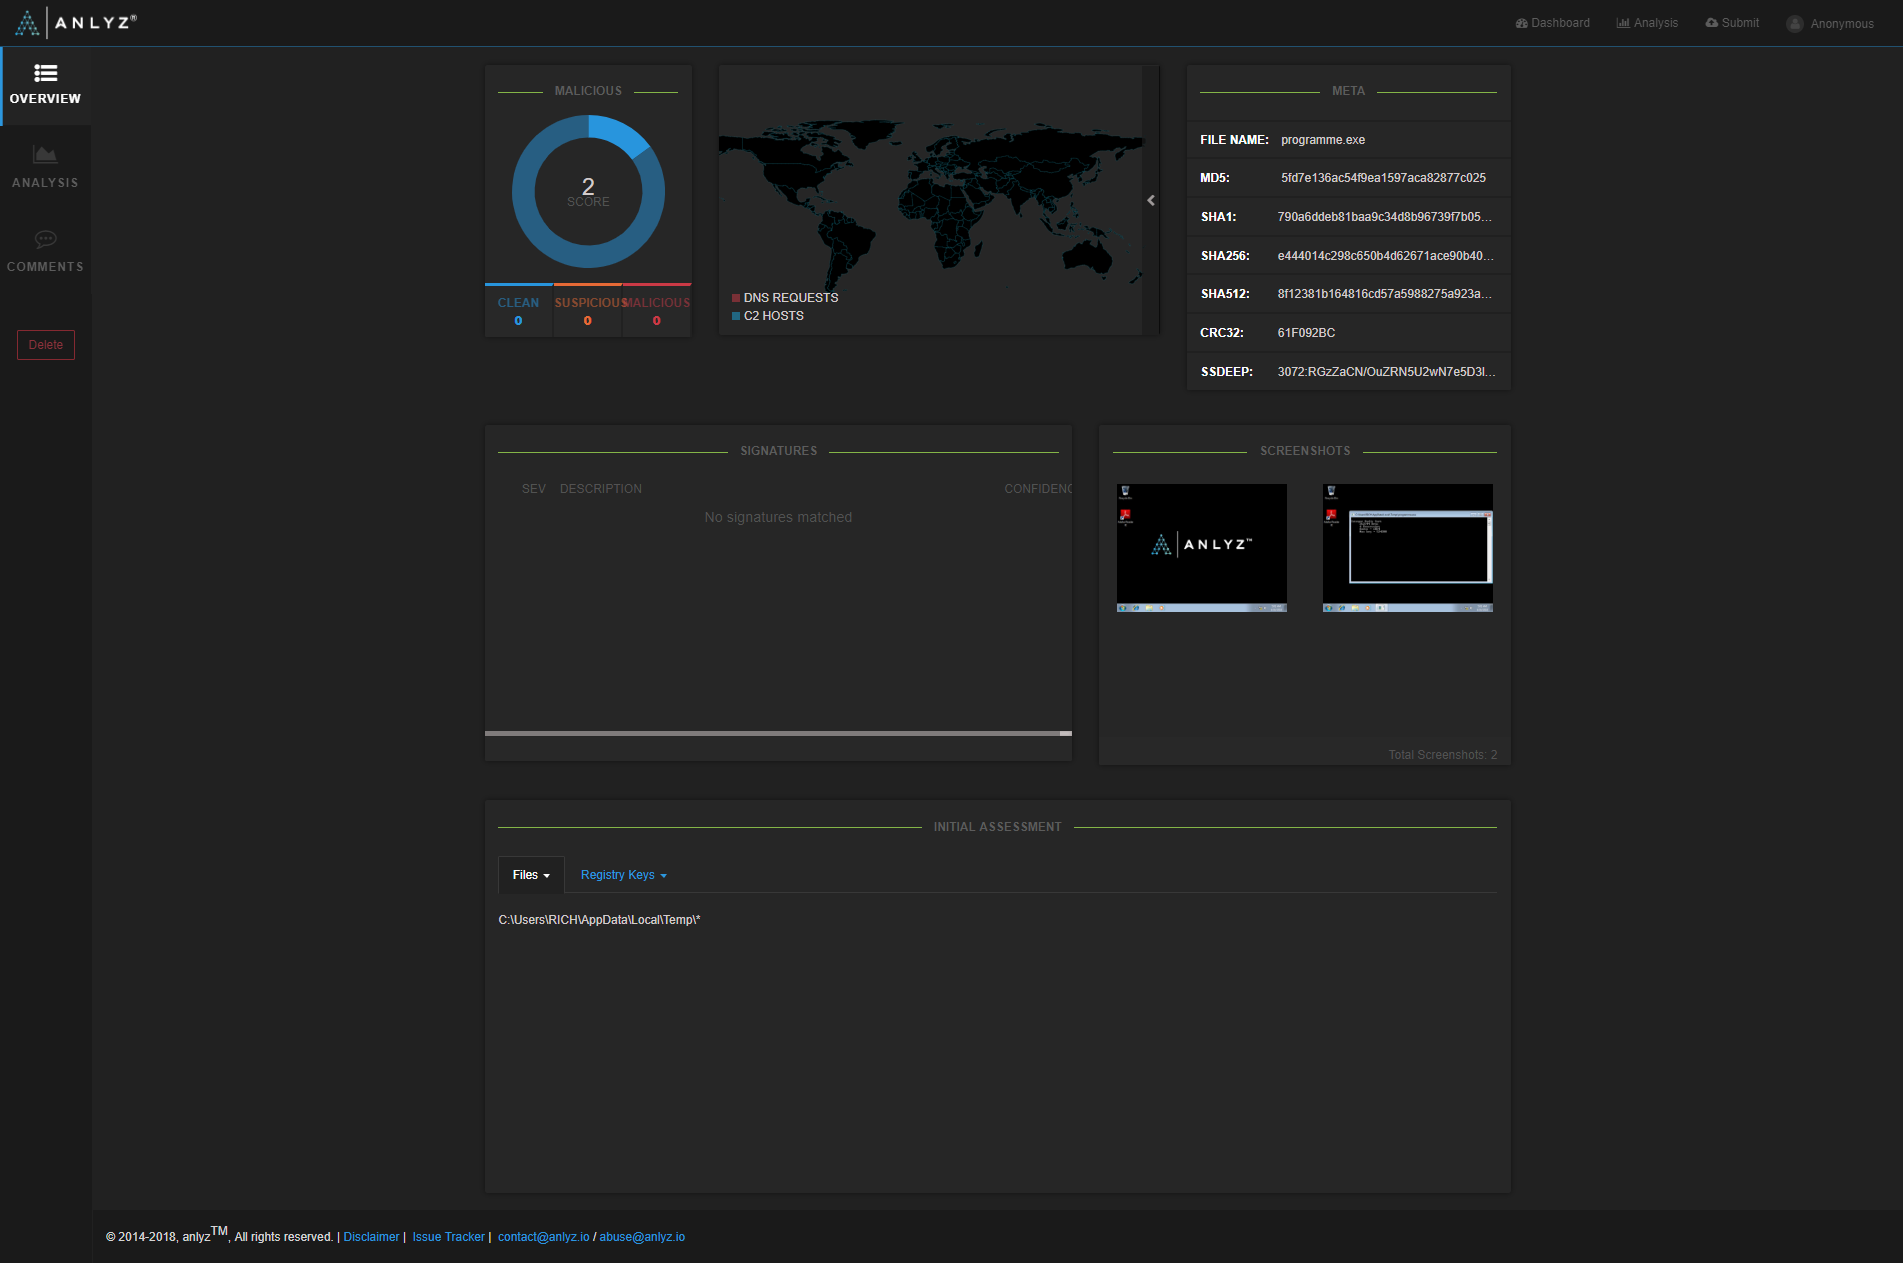 ANLYZ®
Dashboard
Analysis
Submit
Anonymous
OVERVIEW
ANALYSIS
COMMENTS
Delete
MALICIOUS
2
SCORE
CLEAN
0
SUSPICIOUS
0
MALICIOUS
0
DNS REQUESTS
C2 HOSTS
META
FILE NAME: programme.exe
MD5: 5fd7e136ac54f9ea1597aca82877c025
SHA1: 790a6ddeb81baa9c34d8b96739f7b05...
SHA256: e444014c298c650b4d62671ace90b40...
SHA512: 8f12381b164816cd57a5988275a923a...
CRC32: 61F092BC
SSDEEP: 3072:RGzZaCN/OuZRN5U2wN7e5D3l...
SIGNATURES
SEV DESCRIPTION CONFIDENC
No signatures matched
SCREENSHOTS
ANLYZ™
Total Screenshots: 2
INITIAL ASSESSMENT
Files
Registry Keys
C:\Users\RICH\AppData\Local\Temp\*
© 2014-2018, anlyzTM, All rights reserved. | Disclaimer | Issue Tracker | contact@anlyz.io / abuse@anlyz.io